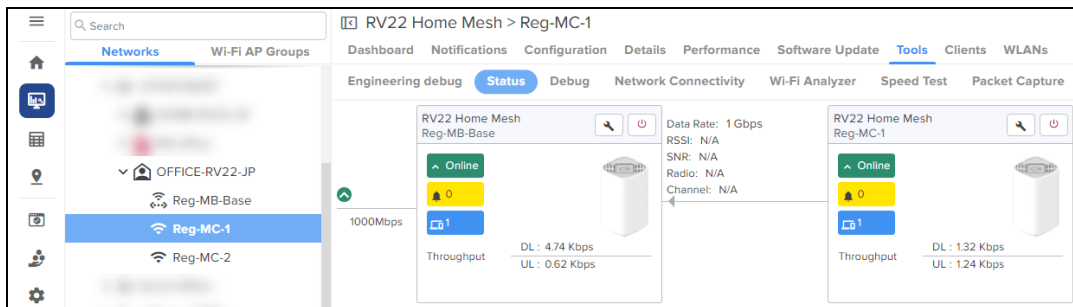 Search
Networks
Wi-Fi AP Groups
OFFICE-RV22-JP
Reg-MB-Base
Reg-MC-1
Reg-MC-2
RV22 Home Mesh > Reg-MC-1
Dashboard Notifications Configuration Details Performance Software Update Tools Clients WLANs
Engineering debug Status Debug Network Connectivity Wi-Fi Analyzer Speed Test Packet Capture
1000Mbps
RV22 Home Mesh
Reg-MB-Base
Online
0
1
Throughput
DL : 4.74 Kbps
UL : 0.62 Kbps
Data Rate: 1 Gbps
RSSI: N/A
SNR: N/A
Radio: N/A
Channel: N/A
RV22 Home Mesh
Reg-MC-1
Online
0
1
Throughput
DL : 1.32 Kbps
UL : 1.24 Kbps